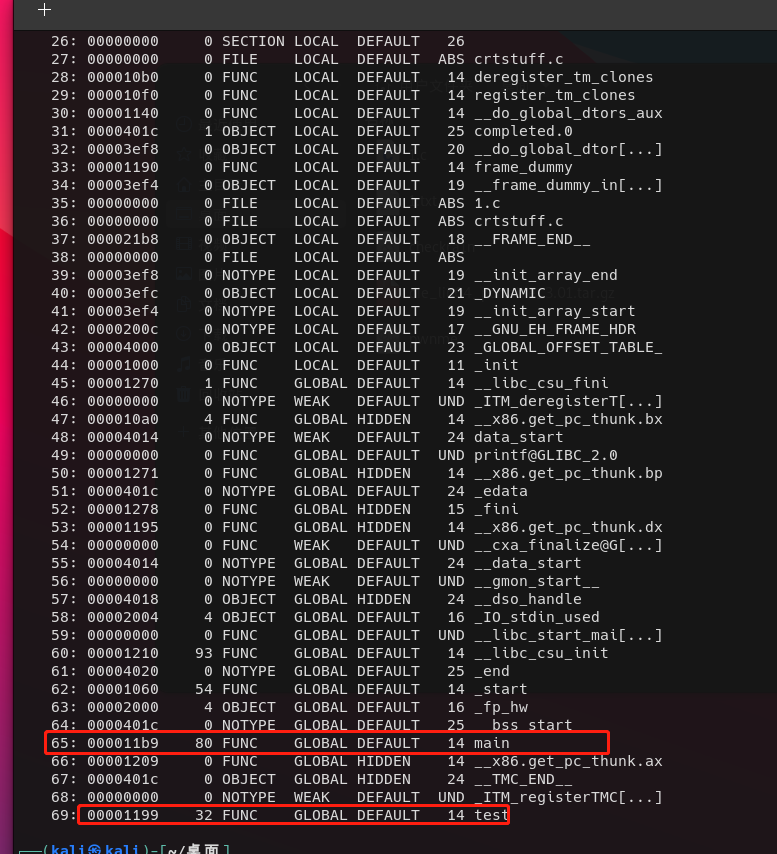 26: 00000000 0 SECTION LOCAL DEFAULT 26
27: 00000000 0 FILE LOCAL DEFAULT ABS crtstuff.c
28: 000010b0 0 FUNC LOCAL DEFAULT 14 deregister_tm_clones
29: 000010f0 0 FUNC LOCAL DEFAULT 14 register_tm_clones
30: 00001140 0 FUNC LOCAL DEFAULT 14 __do_global_dtors_aux
31: 0000401c 1 OBJECT LOCAL DEFAULT 25 completed.0
32: 00003ef8 0 OBJECT LOCAL DEFAULT 20 __do_global_dtor[...]
33: 00001190 0 FUNC LOCAL DEFAULT 14 frame_dummy
34: 00003ef4 0 OBJECT LOCAL DEFAULT 19 __frame_dummy_in[...]
35: 00000000 0 FILE LOCAL DEFAULT ABS 1.c
36: 00000000 0 FILE LOCAL DEFAULT ABS crtstuff.c
37: 000021b8 0 OBJECT LOCAL DEFAULT 18 __FRAME_END__
38: 00000000 0 FILE LOCAL DEFAULT ABS
39: 00003ef8 0 NOTYPE LOCAL DEFAULT 19 __init_array_end
40: 00003efc 0 OBJECT LOCAL DEFAULT 21 _DYNAMIC
41: 00003ef4 0 NOTYPE LOCAL DEFAULT 19 __init_array_start
42: 0000200c 0 NOTYPE LOCAL DEFAULT 17 __GNU_EH_FRAME_HDR
43: 00004000 0 OBJECT LOCAL DEFAULT 23 _GLOBAL_OFFSET_TABLE_
44: 00001000 0 FUNC LOCAL DEFAULT 11 _init
45: 00001270 1 FUNC GLOBAL DEFAULT 14 __libc_csu_fini
46: 00000000 0 NOTYPE WEAK DEFAULT UND _ITM_deregisterT[...]
47: 000010a0 4 FUNC GLOBAL HIDDEN 14 __x86.get_pc_thunk.bx
48: 00004014 0 NOTYPE WEAK DEFAULT 24 data_start
49: 00000000 0 FUNC GLOBAL DEFAULT UND printf@GLIBC_2.0
50: 00001271 0 FUNC GLOBAL HIDDEN 14 __x86.get_pc_thunk.bp
51: 0000401c 0 NOTYPE GLOBAL DEFAULT 24 _edata
52: 00001278 0 FUNC GLOBAL HIDDEN 15 _fini
53: 00001195 0 FUNC GLOBAL HIDDEN 14 __x86.get_pc_thunk.dx
54: 00000000 0 FUNC WEAK DEFAULT UND __cxa_finalize@G[...]
55: 00004014 0 NOTYPE GLOBAL DEFAULT 24 __data_start
56: 00000000 0 NOTYPE WEAK DEFAULT UND __gmon_start__
57: 00004018 0 OBJECT GLOBAL HIDDEN 24 __dso_handle
58: 00002004 4 OBJECT GLOBAL DEFAULT 16 _IO_stdin_used
59: 00000000 0 FUNC GLOBAL DEFAULT UND __libc_start_mai[...]
60: 00001210 93 FUNC GLOBAL DEFAULT 14 __libc_csu_init
61: 00004020 0 NOTYPE GLOBAL DEFAULT 25 _end
62: 00001060 54 FUNC GLOBAL DEFAULT 14 _start
63: 00002000 4 OBJECT GLOBAL DEFAULT 16 _fp_hw
64: 0000401c 0 NOTYPE GLOBAL DEFAULT 25 __bss_start
65: 000011b9 80 FUNC GLOBAL DEFAULT 14 main
66: 00001209 0 FUNC GLOBAL HIDDEN 14 __x86.get_pc_thunk.ax
67: 0000401c 0 OBJECT GLOBAL HIDDEN 24 __TMC_END__
68: 00000000 0 NOTYPE WEAK DEFAULT UND _ITM_registerTMC[...]
69: 00001199 32 FUNC GLOBAL DEFAULT 14 test
(kali㉿kali)-[~/桌面]